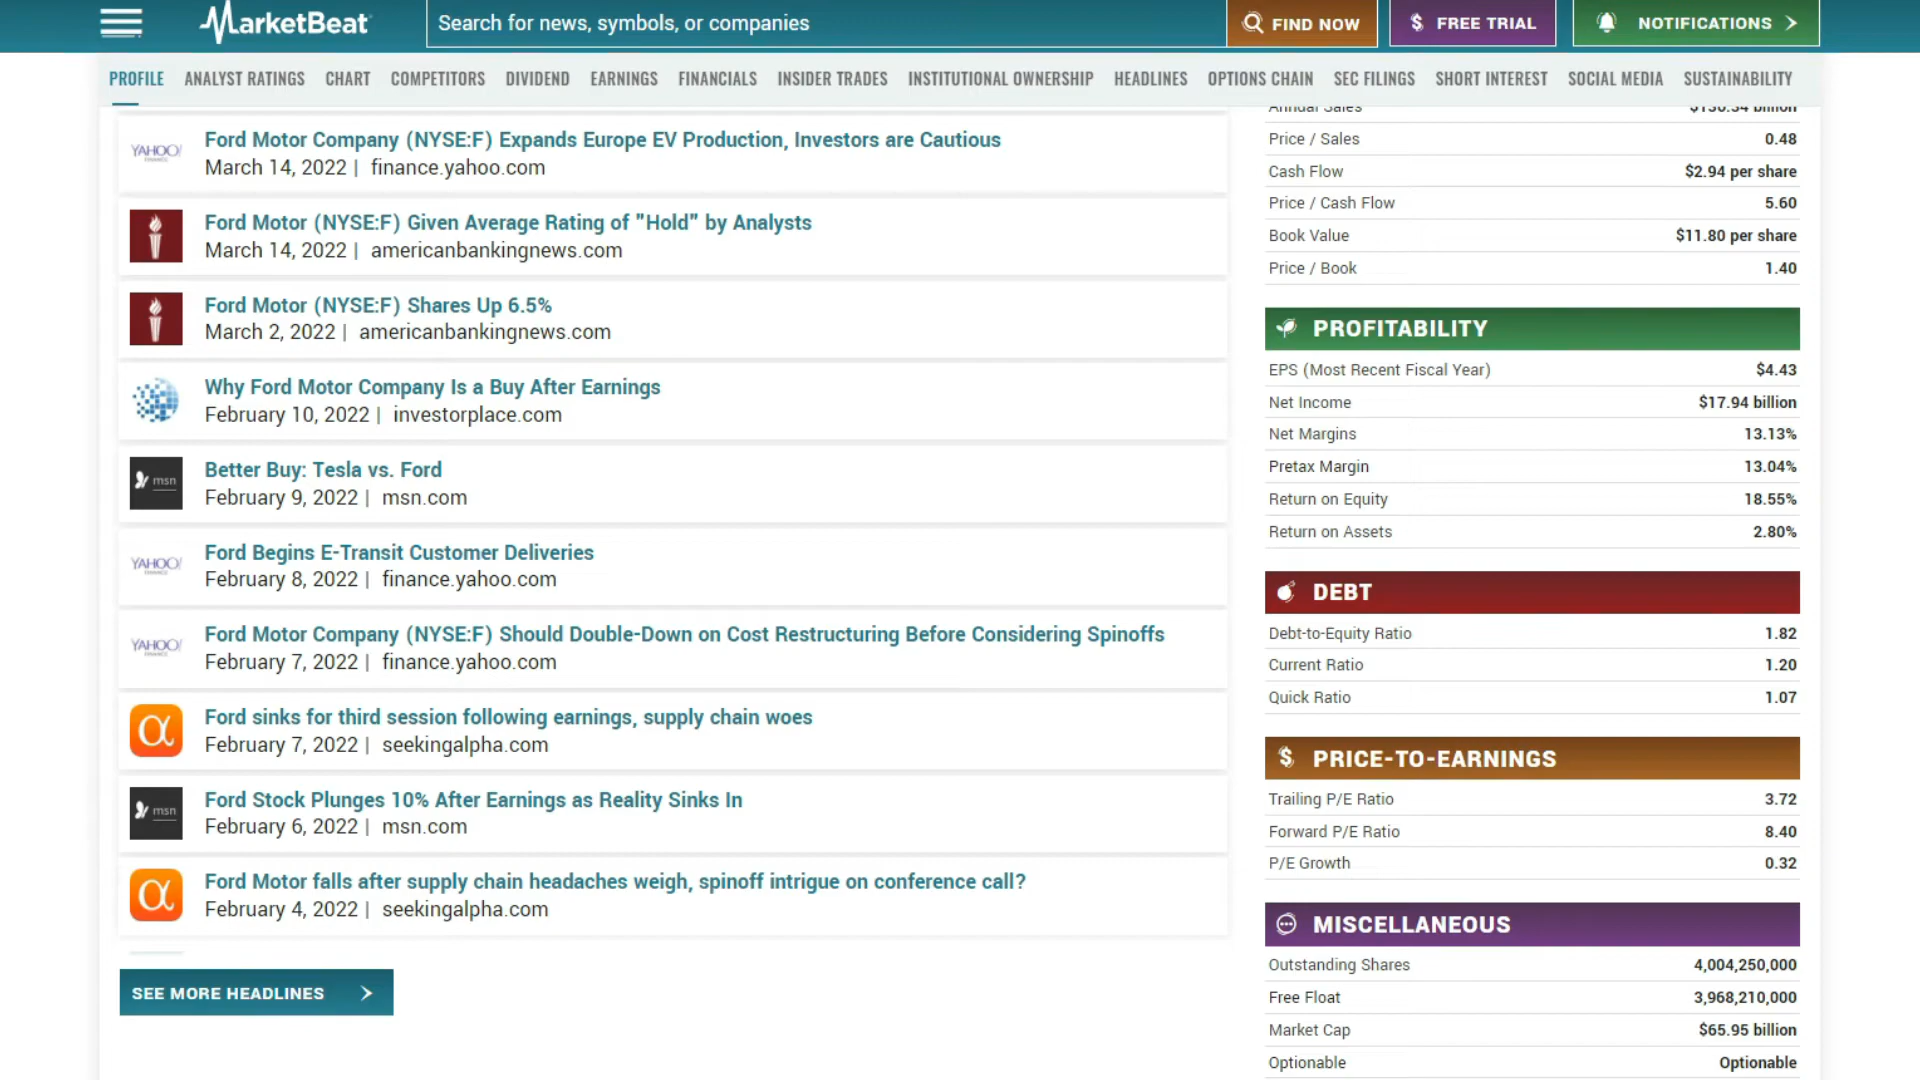 MarketBeat
Search for news, symbols, or companies
FIND NOW
FREE TRIAL
NOTIFICATIONS
PROFILE ANALYST RATINGS CHART COMPETITORS DIVIDEND EARNINGS FINANCIALS INSIDER TRADES INSTITUTIONAL OWNERSHIP HEADLINES OPTIONS CHAIN SEC FILINGS SHORT INTEREST SOCIAL MEDIA SUSTAINABILITY
YAHOO!
FINANCE
Ford Motor Company (NYSE:F) Expands Europe EV Production, Investors are Cautious
March 14, 2022 | finance.yahoo.com
Ford Motor (NYSE:F) Given Average Rating of "Hold" by Analysts
March 14, 2022 | americanbankingnews.com
Ford Motor (NYSE:F) Shares Up 6.5%
March 2, 2022 | americanbankingnews.com
Why Ford Motor Company Is a Buy After Earnings
February 10, 2022 | investorplace.com
msn
Better Buy: Tesla vs. Ford
February 9, 2022 | msn.com
YAHOO!
FINANCE
Ford Begins E-Transit Customer Deliveries
February 8, 2022 | finance.yahoo.com
YAHOO!
FINANCE
Ford Motor Company (NYSE:F) Should Double-Down on Cost Restructuring Before Considering Spinoffs
February 7, 2022 | finance.yahoo.com
α
Ford sinks for third session following earnings, supply chain woes
February 7, 2022 | seekingalpha.com
msn
Ford Stock Plunges 10% After Earnings as Reality Sinks In
February 6, 2022 | msn.com
α
Ford Motor falls after supply chain headaches weigh, spinoff intrigue on conference call?
February 4, 2022 | seekingalpha.com
SEE MORE HEADLINES
Annual Sales $136.34 billion
Price / Sales 0.48
Cash Flow $2.94 per share
Price / Cash Flow 5.60
Book Value $11.80 per share
Price / Book 1.40
PROFITABILITY
EPS (Most Recent Fiscal Year) $4.43
Net Income $17.94 billion
Net Margins 13.13%
Pretax Margin 13.04%
Return on Equity 18.55%
Return on Assets 2.80%
DEBT
Debt-to-Equity Ratio 1.82
Current Ratio 1.20
Quick Ratio 1.07
PRICE-TO-EARNINGS
Trailing P/E Ratio 3.72
Forward P/E Ratio 8.40
P/E Growth 0.32
MISCELLANEOUS
Outstanding Shares 4,004,250,000
Free Float 3,968,210,000
Market Cap $65.95 billion
Optionable Optionable